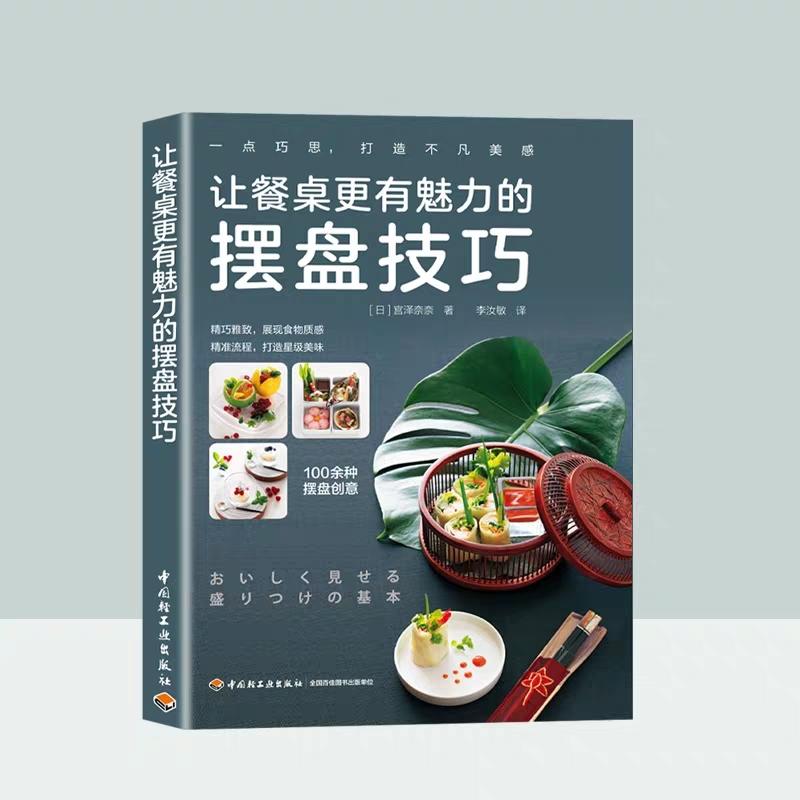 一点巧思，打造不凡美感
让餐桌更有魅力的
摆盘技巧
[日]宫泽奈奈 著 李汝敏 译
精巧雅致，展现食物质感
精准流程，打造星级美味
100余种
摆盘创意
おいしく見せる
盛りつけの基本
中国轻工业出版社 全国百佳图书出版单位
让餐桌更有魅力的摆盘技巧
中国轻工业出版社